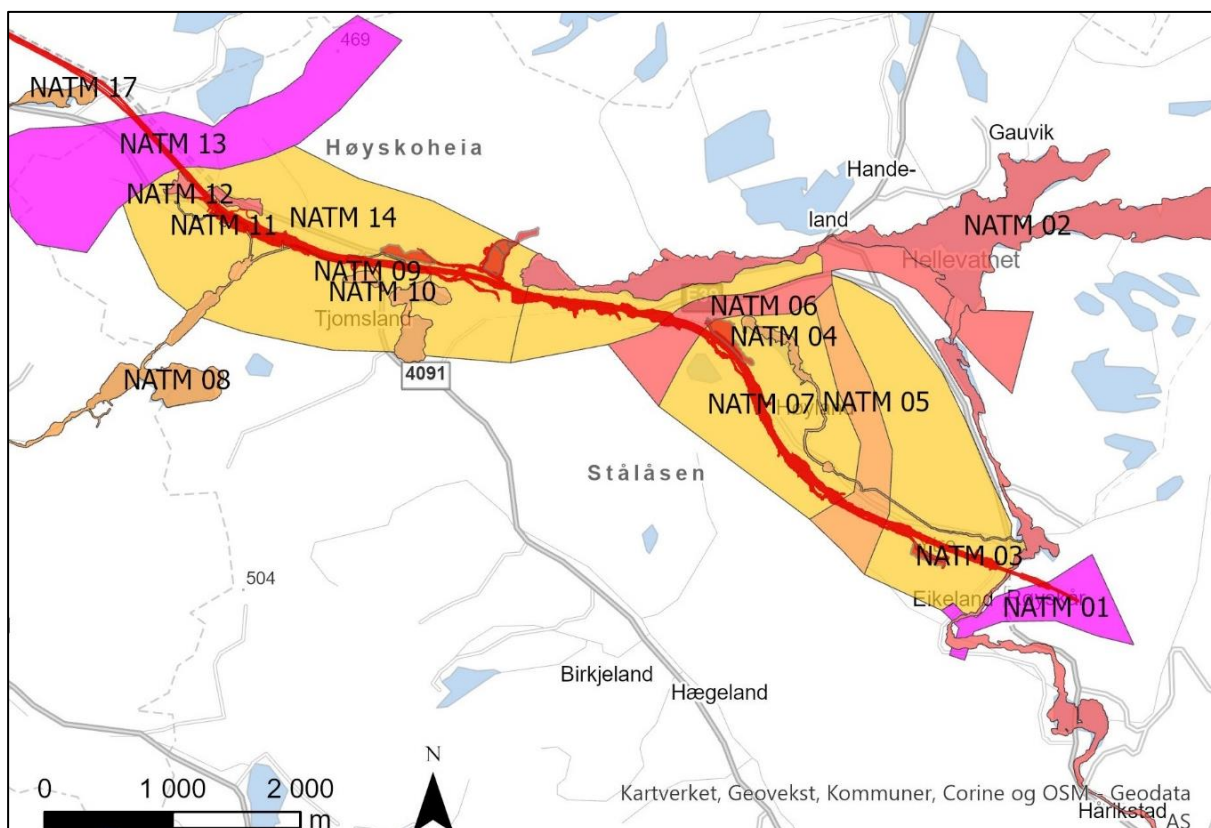 469
NATM 17
Gauvik
NATM 13
Høyskoheia
Hande-
land
NATM 12
NATM 14
NATM 02
NATM 11
Hellevatnet
NATM 09
NATM 10
E39
NATM 06
Tjomsland
NATM 04
4091
NATM 08
NATM 07
Høyland
NATM 05
Stålåsen
NATM 03
504
Eikeland
Røyskår
NATM 01
Birkjeland
Hægeland
N
0 1 000 2 000
m
Kartverket, Geovekst, Kommuner, Corine og OSM - Geodata
AS
Hårikstad